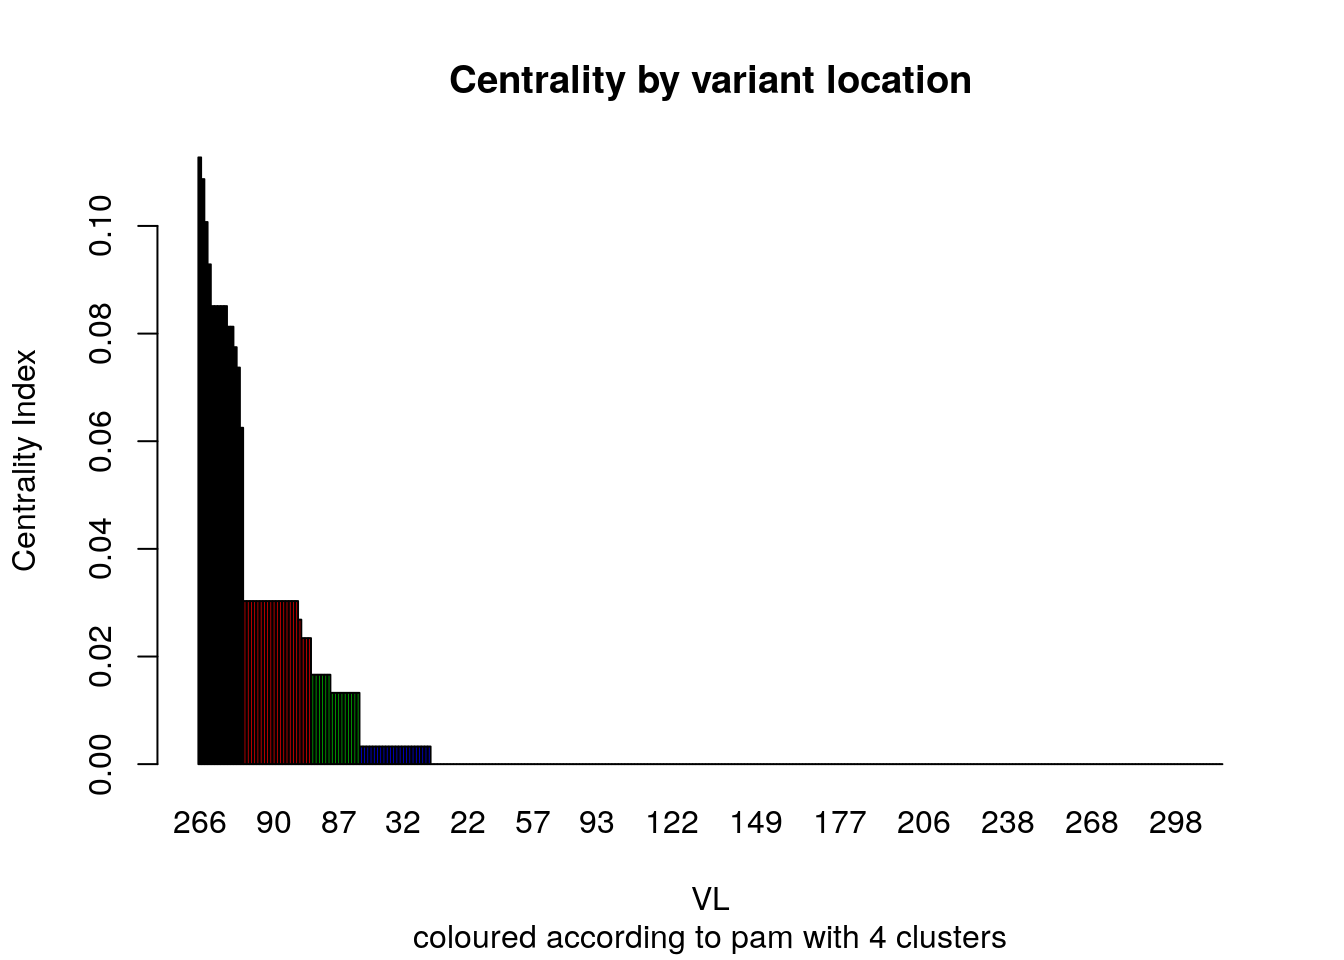 Centrality by variant location
Centrality Index
0.10
0.08
0.06
0.04
0.02
0.00
266 90 87 32 22 57 93 122 149 177 206 238 268 298
VL
coloured according to pam with 4 clusters